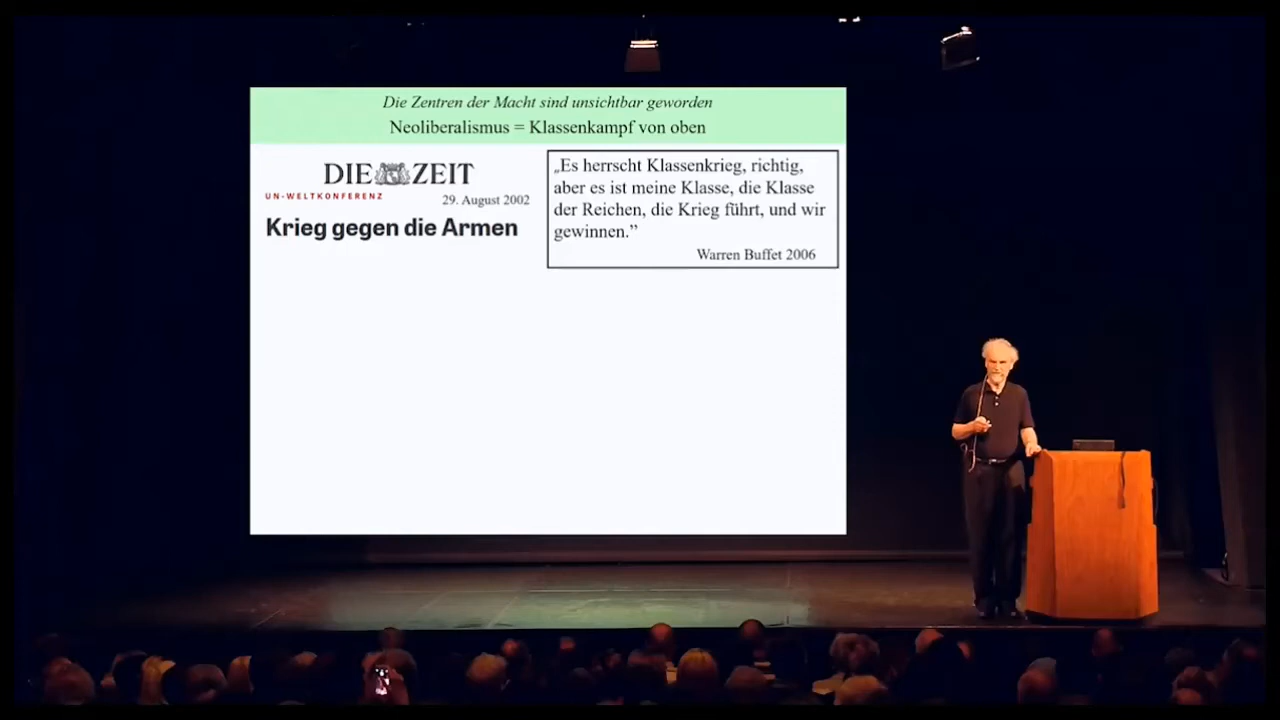 Die Zentren der Macht sind unsichtbar geworden
Neoliberalismus = Klassenkampf von oben
DIE ZEIT
UN-WELTKONFERENZ
29. August 2002
Krieg gegen die Armen
„Es herrscht Klassenkrieg, richtig,
aber es ist meine Klasse, die Klasse
der Reichen, die Krieg führt, und wir
gewinnen.”
Warren Buffet 2006